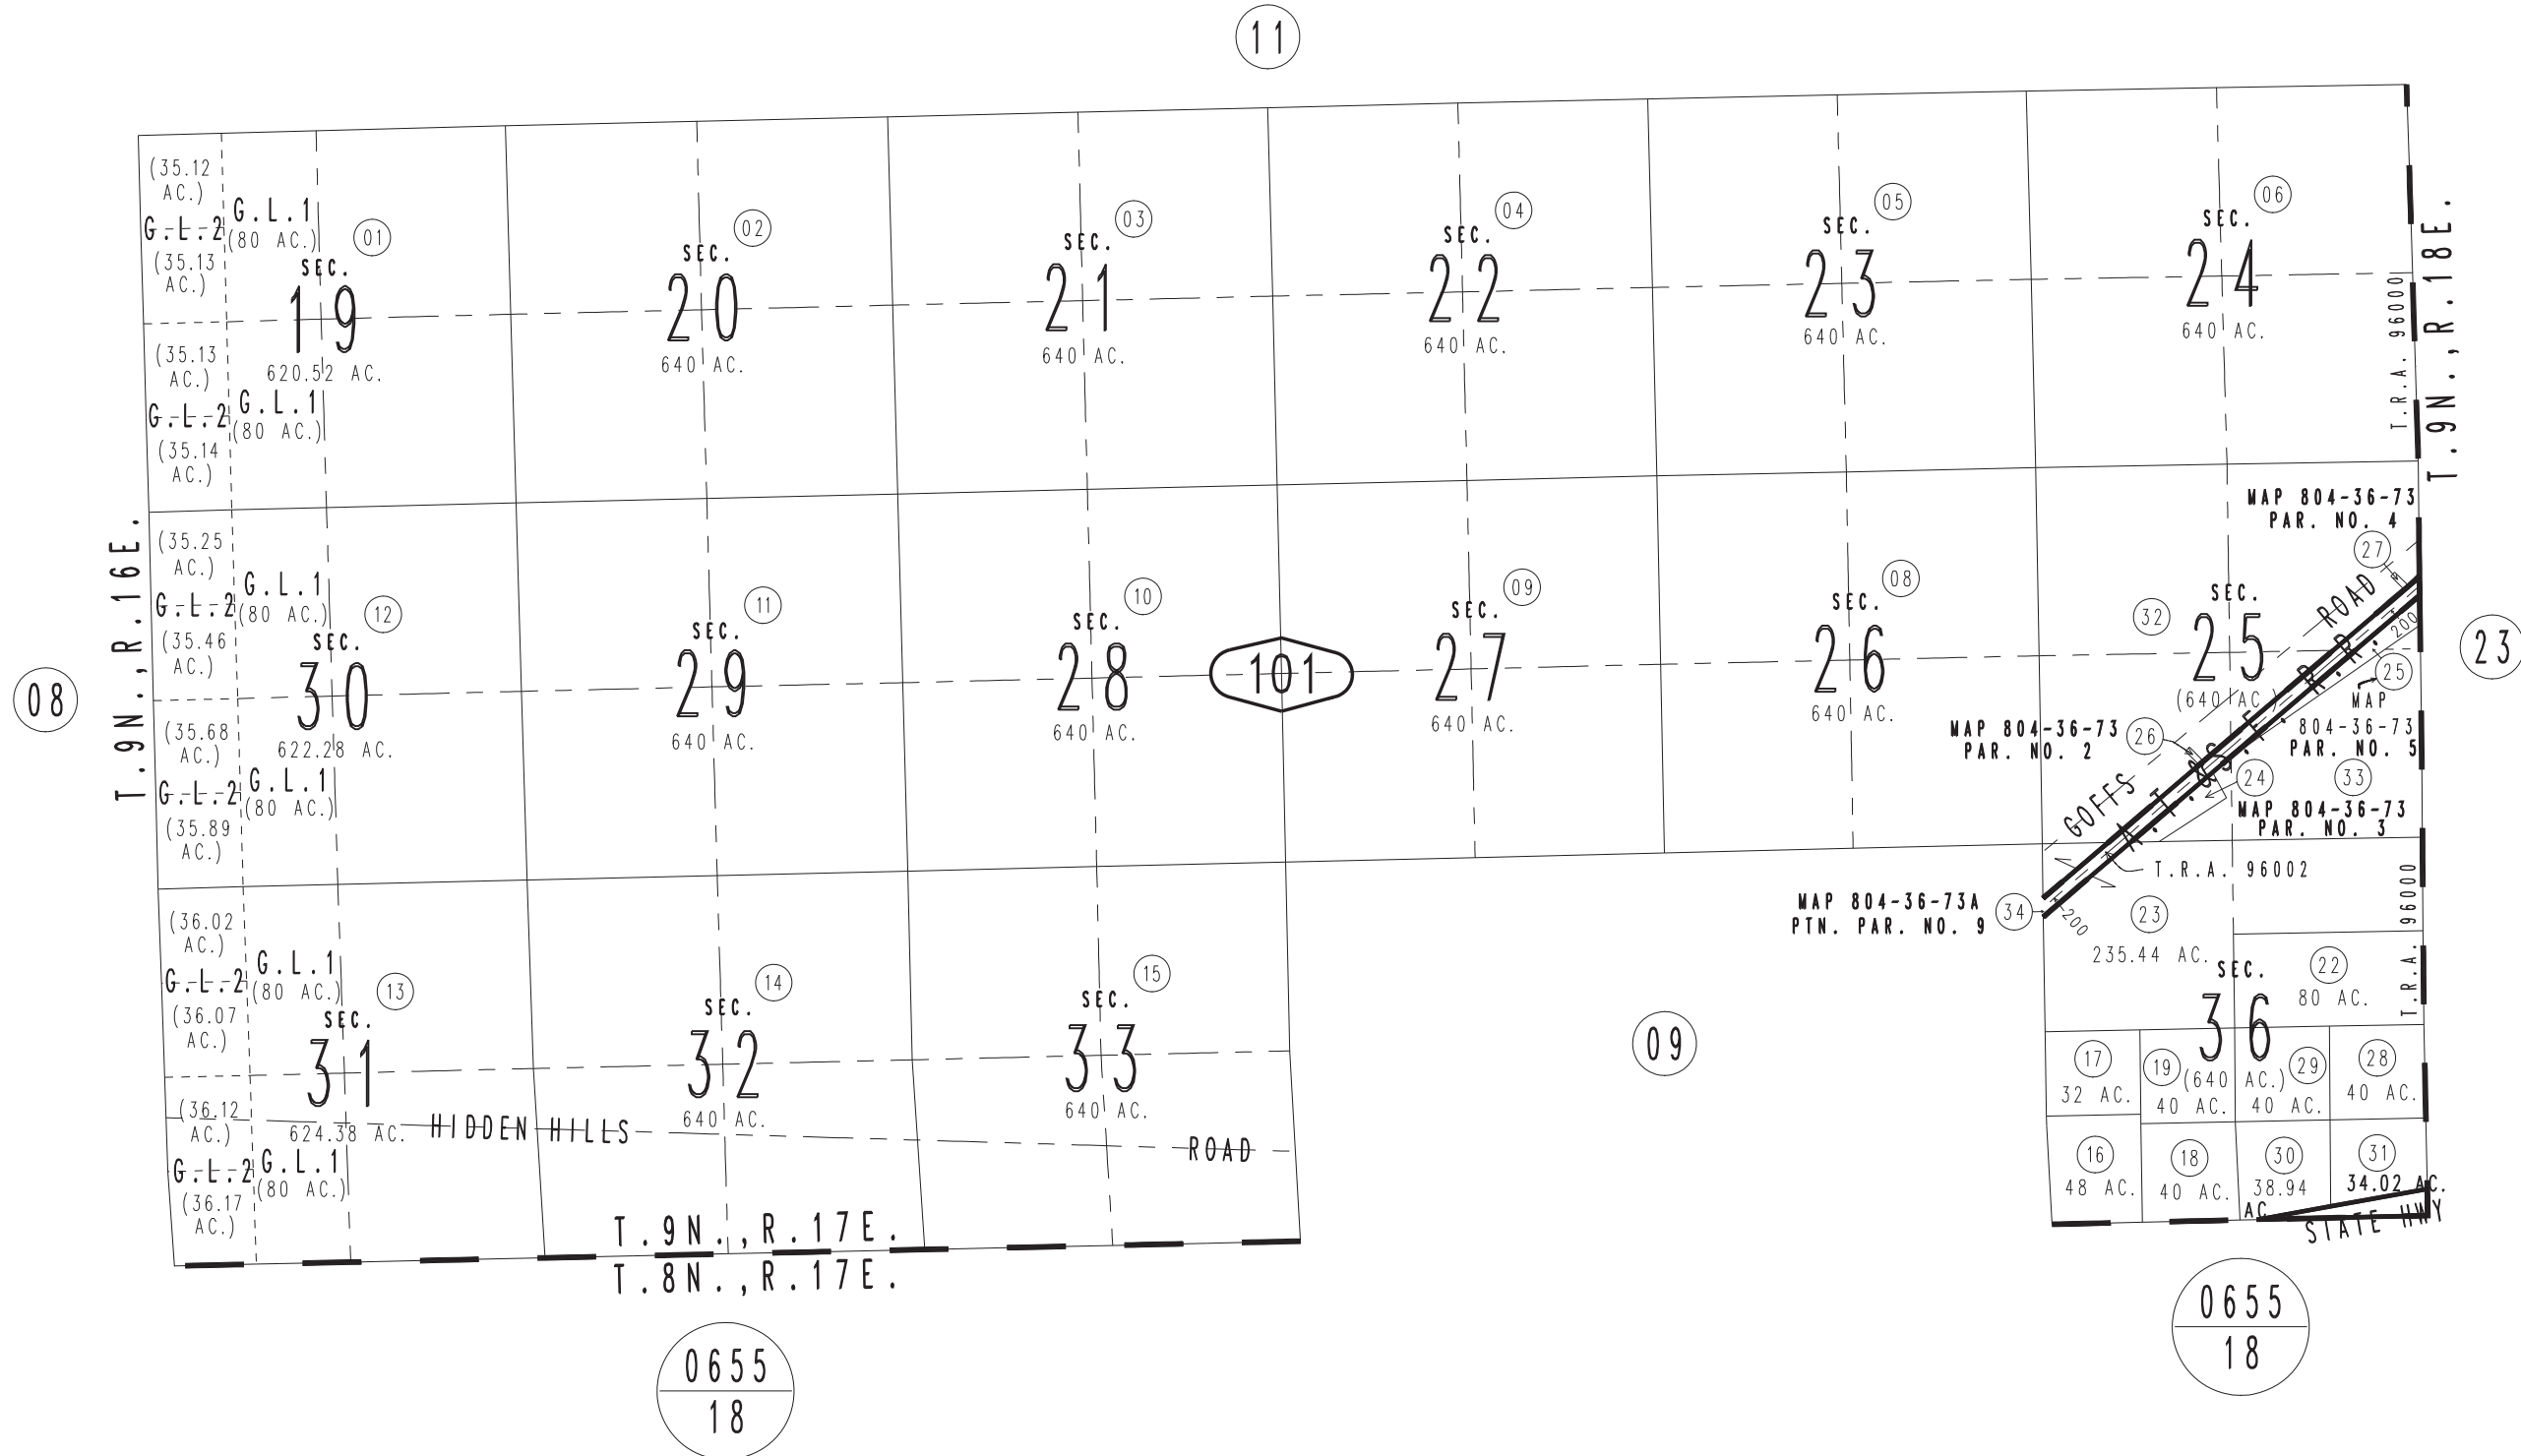 11
(35.12
AC.)
G.L.2
(35.13
AC.)
G.L.1
(80 AC.)
01
SEC.
19
620.52 AC.
(35.13
AC.)
G.L.2
(35.14
AC.)
G.L.1
(80 AC.)
02
SEC.
20
640 AC.
03
SEC.
21
640 AC.
04
SEC.
22
640 AC.
05
SEC.
23
640 AC.
06
SEC.
24
640 AC.
T.R.A. 96000
T.9N.,R.18E.
T.9N.,R.16E.
08
(35.25
AC.)
G.L.2
(35.46
AC.)
G.L.1
(80 AC.)
12
SEC.
30
622.28 AC.
(35.68
AC.)
G.L.2
(35.89
AC.)
G.L.1
(80 AC.)
11
SEC.
29
640 AC.
10
SEC.
28
640 AC.
101
09
SEC.
27
640 AC.
08
SEC.
26
640 AC.
32
SEC.
25
(640 AC.)
MAP 804-36-73
PAR. NO. 4
27
GOFFS ROAD
A.T.&S.F. R.R.
200
25
MAP
804-36-73
PAR. NO. 5
MAP 804-36-73
PAR. NO. 2
26
24
33
MAP 804-36-73
PAR. NO. 3
23
T.R.A. 96002
MAP 804-36-73A
PTN. PAR. NO. 9
34
200
23
235.44 AC.
T.R.A. 96000
(36.02
AC.)
G.L.2
(36.07
AC.)
G.L.1
(80 AC.)
13
SEC.
31
624.38 AC.
(36.12
AC.)
G.L.2
(36.17
AC.)
G.L.1
(80 AC.)
14
SEC.
32
640 AC.
15
SEC.
33
640 AC.
HIDDEN HILLS ROAD
09
SEC.
36
(640 AC.)
22
80 AC.
17
32 AC.
19
40 AC.
29
40 AC.
28
40 AC.
16
48 AC.
18
40 AC.
30
38.94
AC.
31
34.02 AC.
STATE HWY
T.9N.,R.17E.
T.8N.,R.17E.
0655
18
0655
18